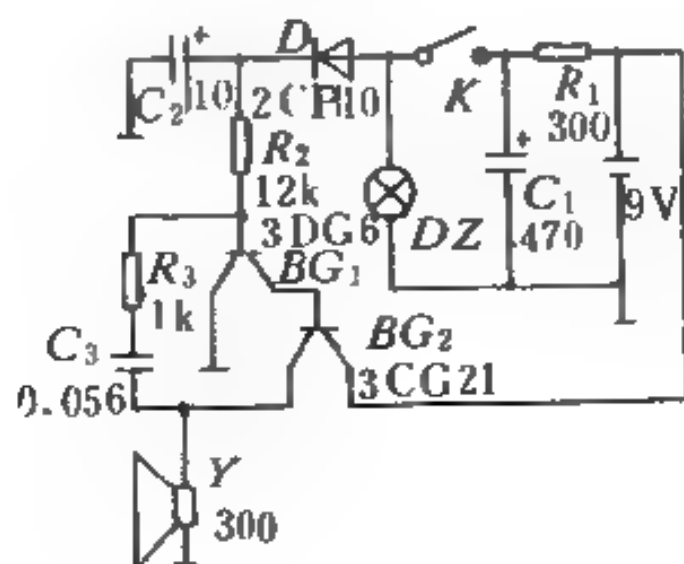 D
+
C₂
10
2CP10
K
R₁
300
R₂
12k
+
C₁
470
9V
3DG6
DZ
R₃
1k
BG₁
C₃
0.056
BG₂
3CG21
Y
300